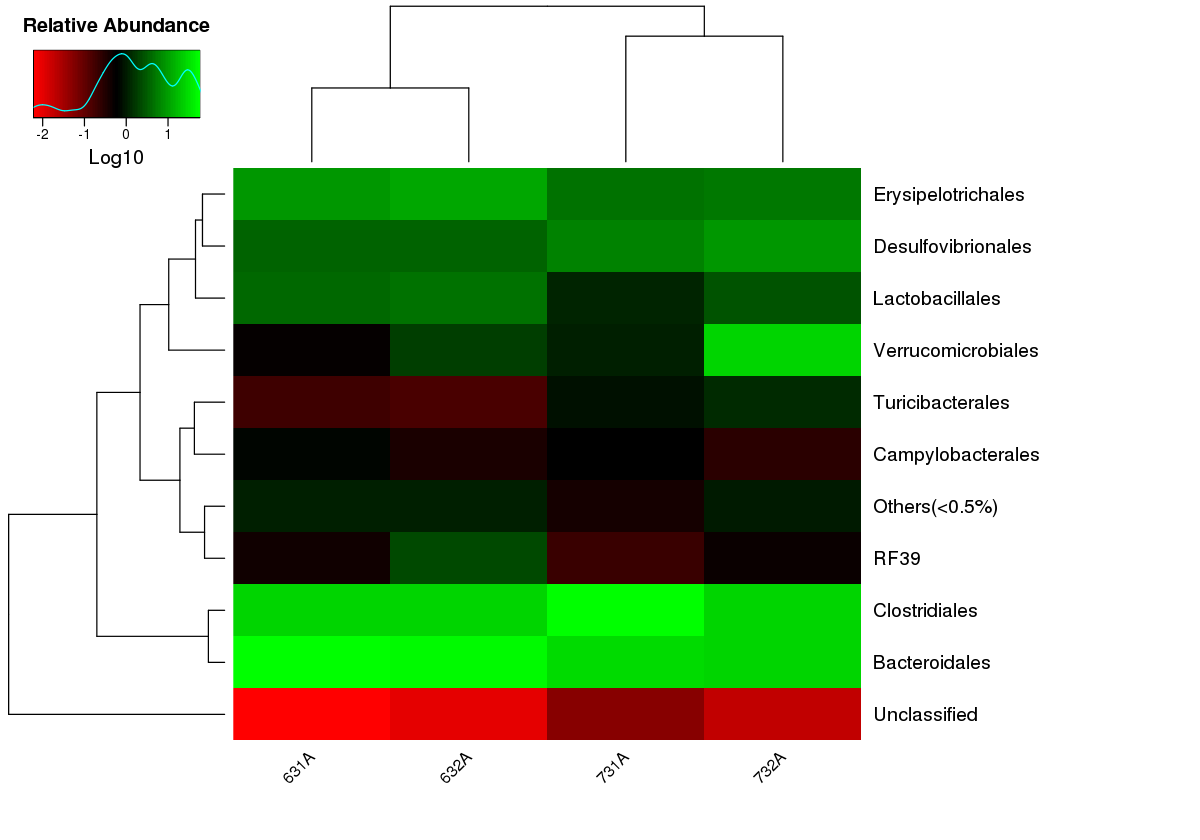 Relative Abundance
-2 -1 0 1
Log10
Erysipelotrichales
Desulfovibrionales
Lactobacillales
Verrucomicrobiales
Turicibacterales
Campylobacterales
Others(<0.5%)
RF39
Clostridiales
Bacteroidales
Unclassified
631A 632A 731A 732A